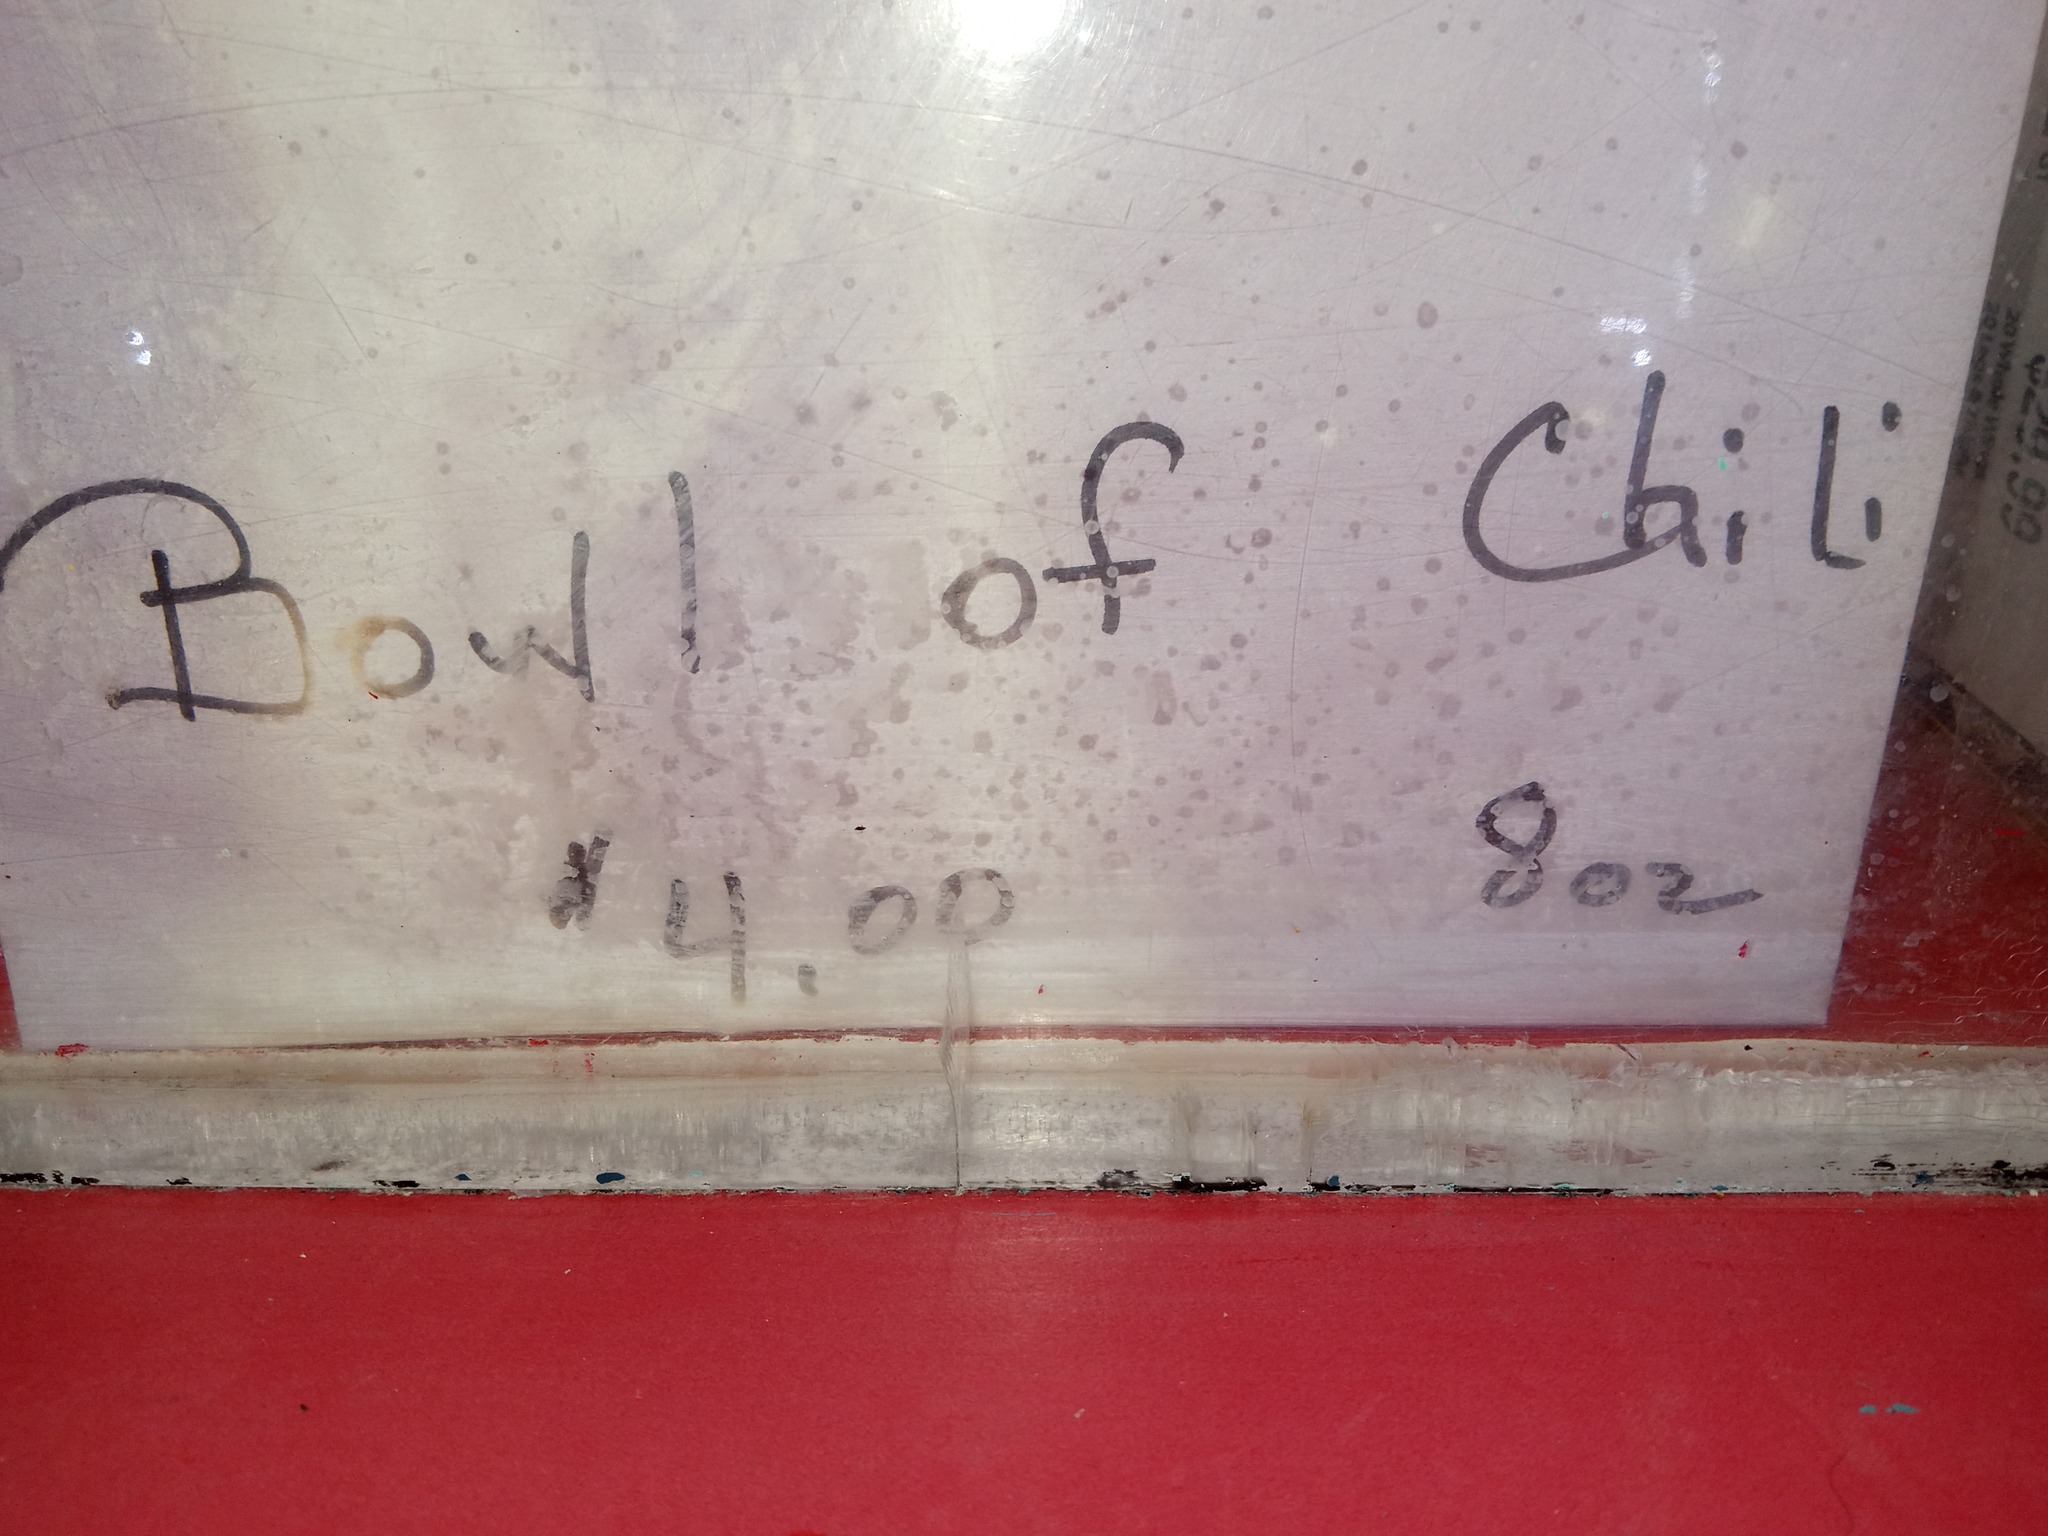 Bowl of Chili
$4.00 8oz